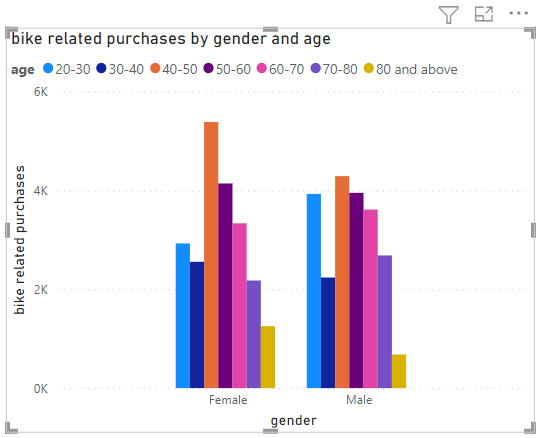 bike related purchases by gender and age
age 20-30 30-40 40-50 50-60 60-70 70-80 80 and above
6K
4K
2K
0K
bike related purchases
Female Male
gender